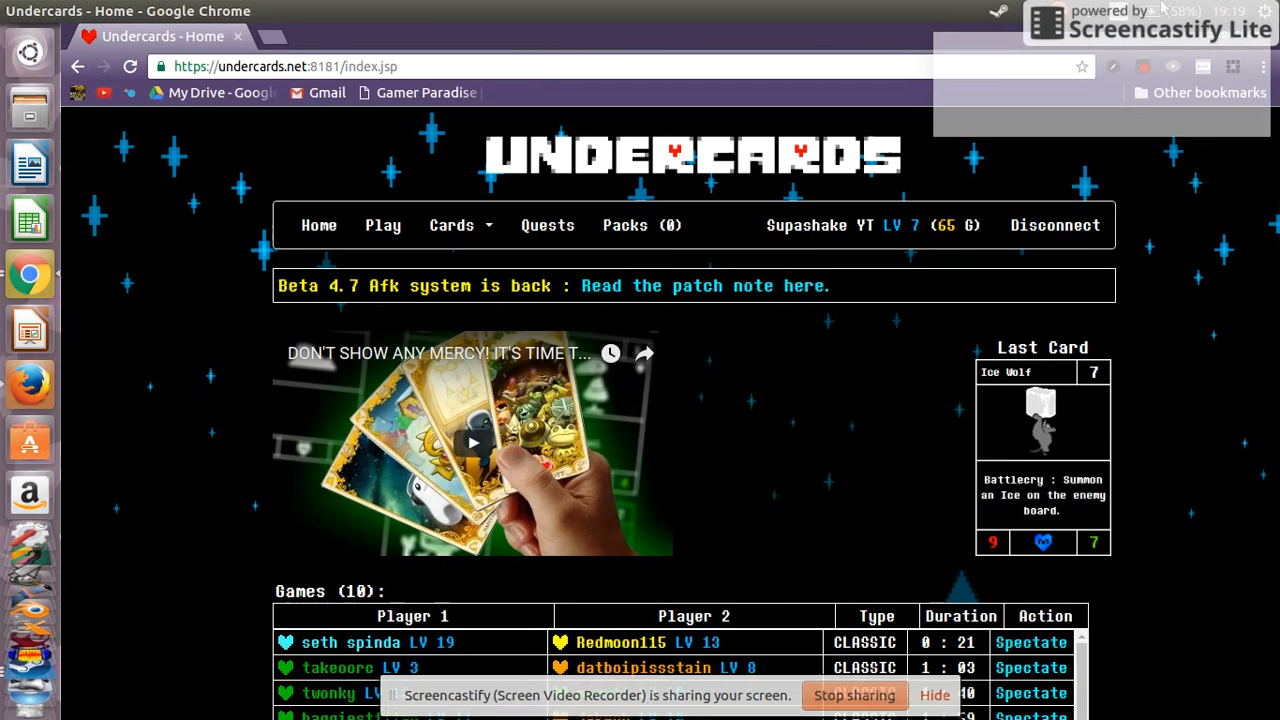 Undercards - Home - Google Chrome
(58%) 19:19
powered by
Screencastify Lite
Undercards - Home
https://undercards.net:8181/index.jsp
My Drive - Goog
Gmail
Gamer Paradise
Other bookmarks
UNDERCARDS
Home Play Cards Quests Packs (0) Supashake YT LV 7 (65 G) Disconnect
Beta 4.7 Afk system is back : Read the patch note here.
DON'T SHOW ANY MERCY! IT'S TIME T...
Last Card
Ice Wolf 7
Battlecry : Summon
an Ice on the enemy
board.
9 7
Games (10):
Player 1 Player 2 Type Duration Action
seth spinda LV 19 Redmoon115 LV 13 CLASSIC 0 : 21 Spectate
takeoorc LV 3 datboipissstain LV 8 CLASSIC 1 : 03 Spectate
twonky Spectate
Screencastify (Screen Video Recorder) is sharing your screen. Stop sharing Hide